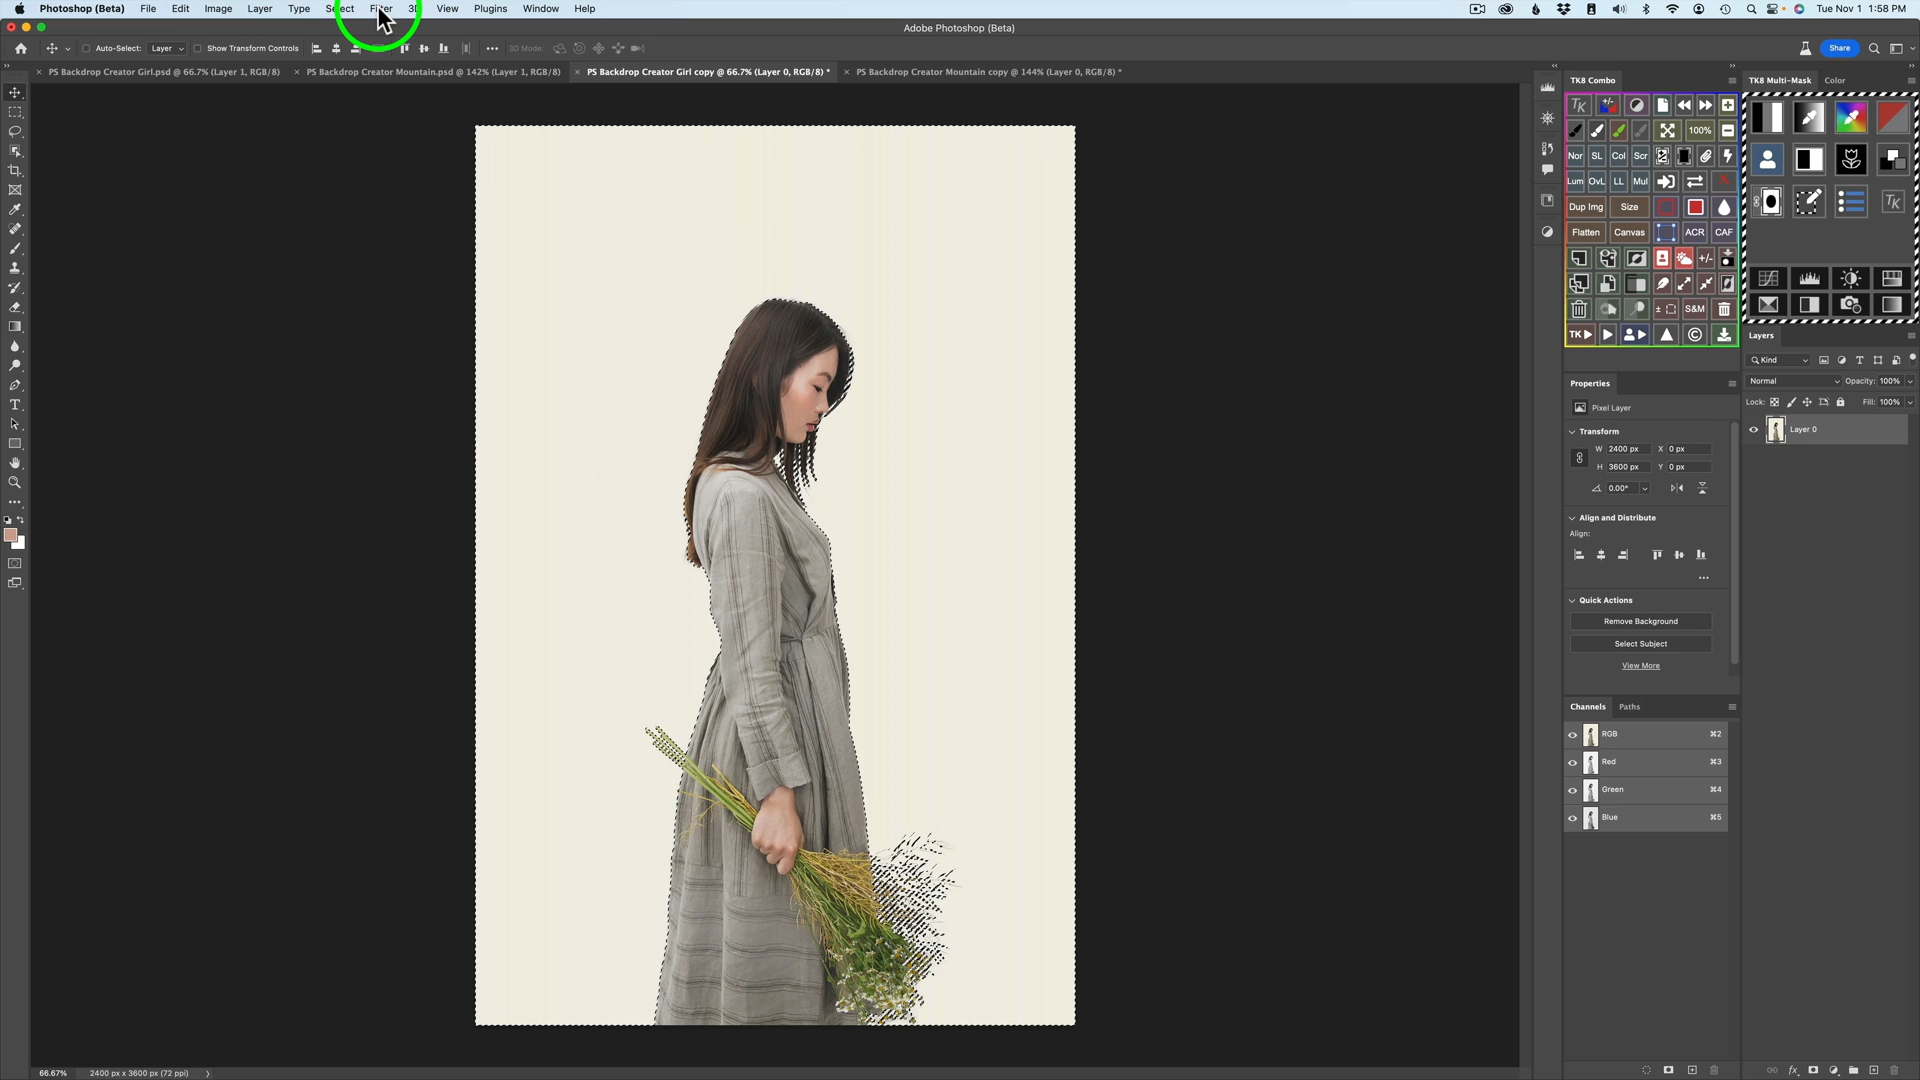 Photoshop (Beta) File Edit Image Layer Type Select Filter 3D View Plugins Window Help Tue Nov 1 1:58 PM
Adobe Photoshop (Beta)
Auto-Select: Layer Show Transform Controls 3D Mode: Share
PS Backdrop Creator Girl.psd @ 66.7% (Layer 1, RGB/8) PS Backdrop Creator Mountain.psd @ 142% (Layer 1, RGB/8) PS Backdrop Creator Girl copy @ 66.7% (Layer 0, RGB/8) * PS Backdrop Creator Mountain copy @ 144% (Layer 0, RGB/8) *
TK8 Combo TK8 Multi-Mask Color
TK +/-
100%
Nor SL Col Scr
Lum OvL LL Mul
Dup Img Size
Flatten Canvas ACR CAF
+/-
S&M
TK ©
TK
Layers
Kind
Normal Opacity: 100%
Lock: Fill: 100%
Layer 0
Properties
Pixel Layer
Transform
W 2400 px X 0 px
H 3600 px Y 0 px
0.00°
Align and Distribute
Align:
Quick Actions
Remove Background
Select Subject
View More
Channels Paths
RGB ⌘2
Red ⌘3
Green ⌘4
Blue ⌘5
66.67% 2400 px x 3600 px (72 ppi)